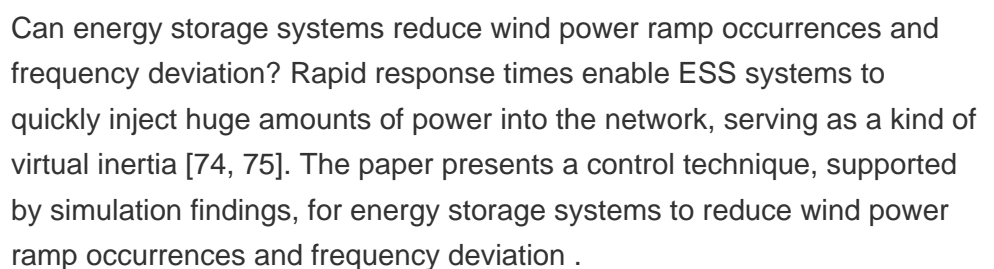 Can energy storage systems reduce wind power ramp occurrences and
frequency deviation? Rapid response times enable ESS systems to
quickly inject huge amounts of power into the network, serving as a kind of
virtual inertia [74, 75]. The paper presents a control technique, supported
by simulation findings, for energy storage systems to reduce wind power
ramp occurrences and frequency deviation .